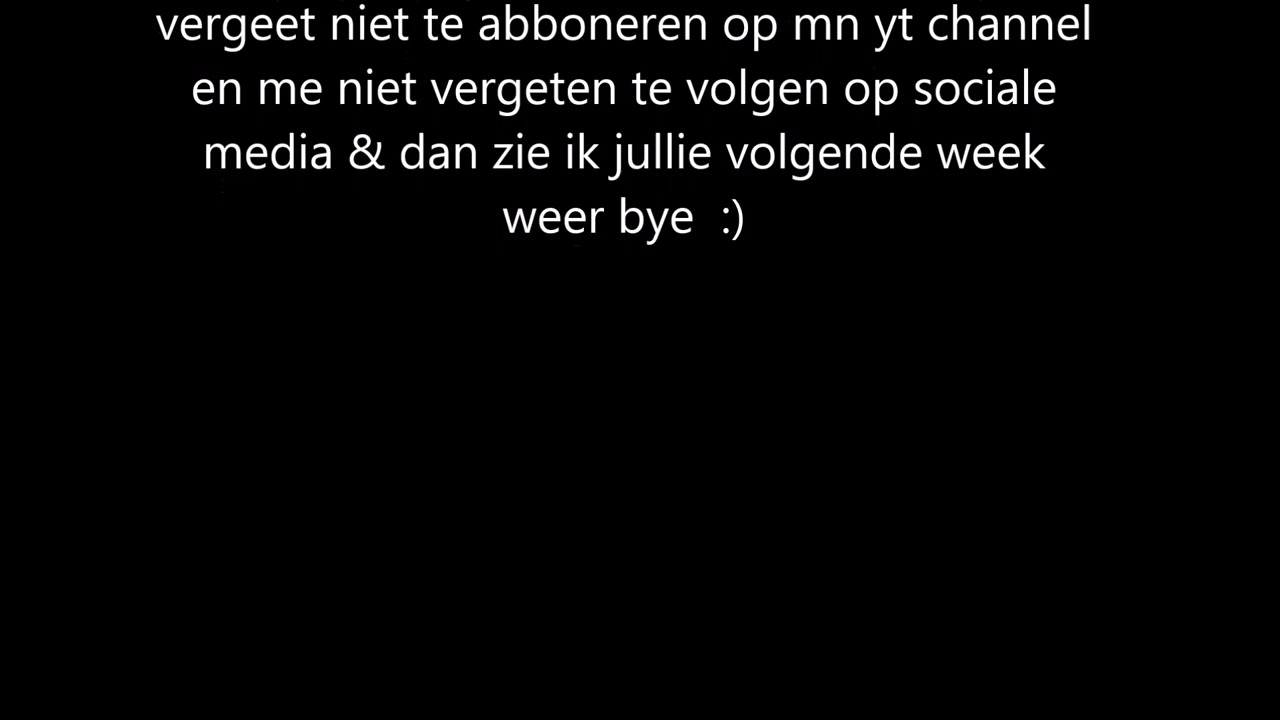 vergeet niet te abboneren op mn yt channel
en me niet vergeten te volgen op sociale
media & dan zie ik jullie volgende week
weer bye  :)